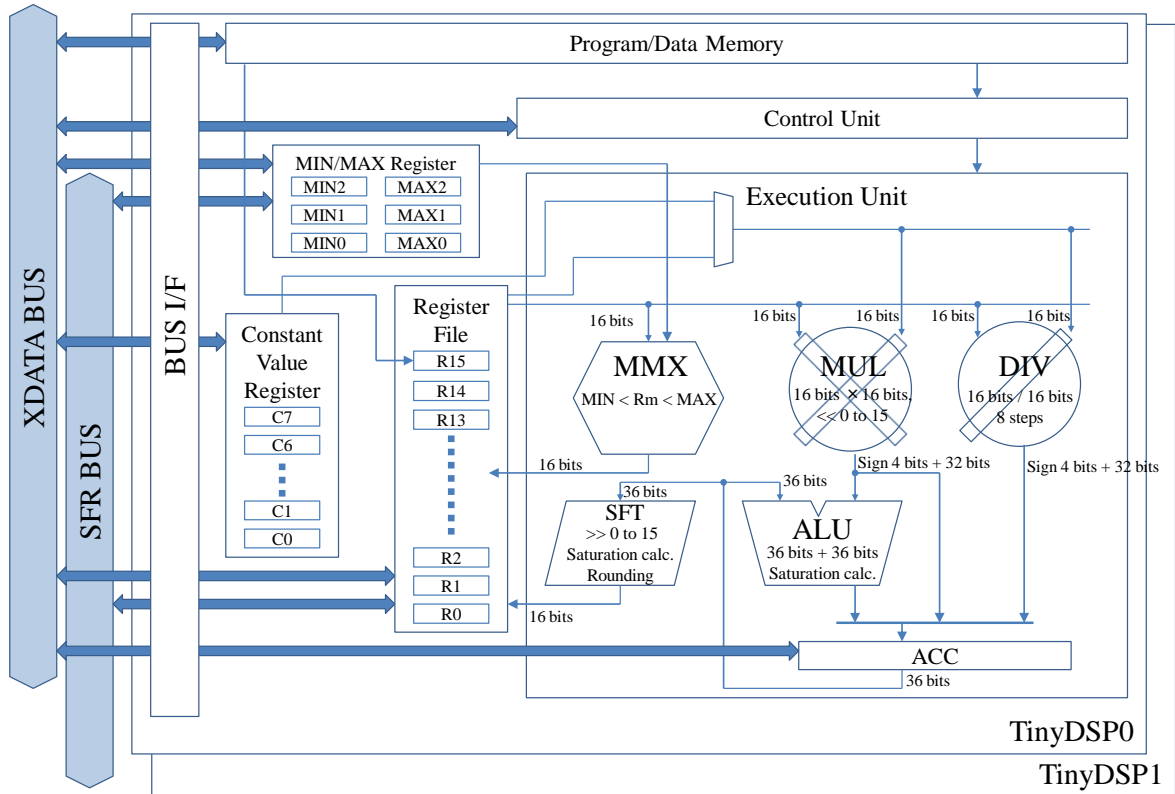 XDATA BUS
SFR BUS
BUS I/F
Program/Data Memory
Control Unit
MIN/MAX Register
MIN2
MAX2
MIN1
MAX1
MIN0
MAX0
Execution Unit
Constant
Value
Register
C7
C6
C1
C0
Register
File
R15
R14
R13
R2
R1
R0
16 bits
16 bits
16 bits
16 bits
16 bits
MMX
MIN < Rm < MAX
MUL
16 bits × 16 bits,
<< 0 to 15
DIV
16 bits / 16 bits
8 steps
16 bits
Sign 4 bits + 32 bits
Sign 4 bits + 32 bits
36 bits
36 bits
SFT
>> 0 to 15
Saturation calc.
Rounding
ALU
36 bits + 36 bits
Saturation calc.
16 bits
ACC
36 bits
TinyDSP0
TinyDSP1